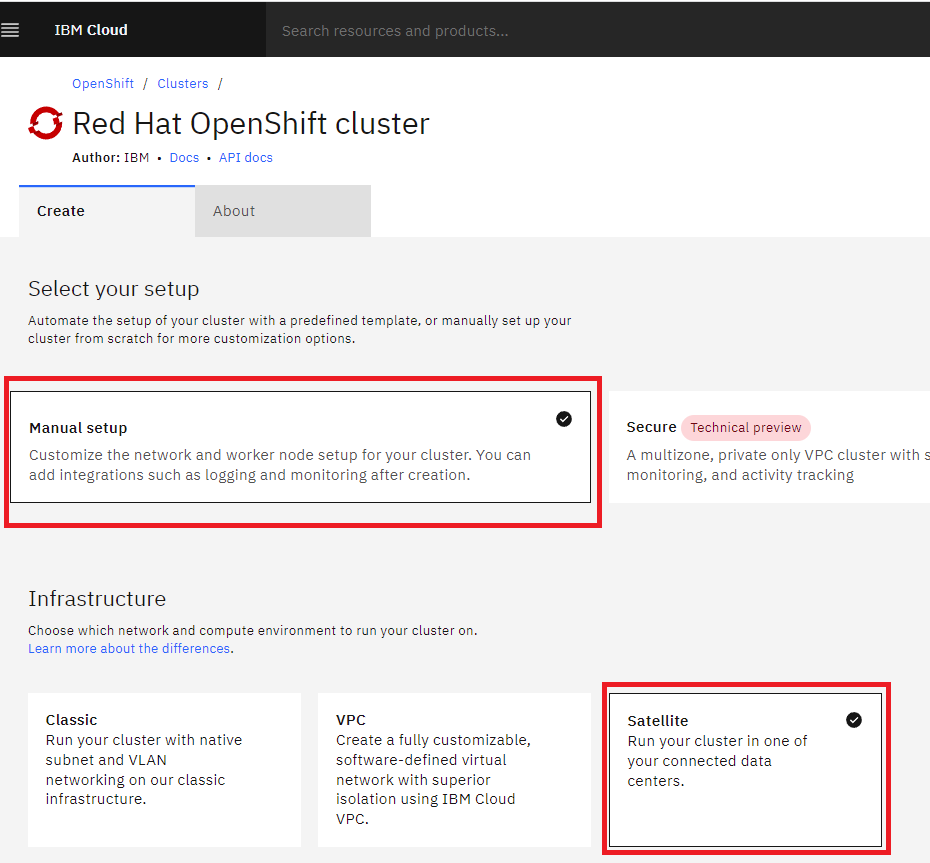 IBM Cloud
Search resources and products...
OpenShift / Clusters /
Red Hat OpenShift cluster
Author: IBM • Docs • API docs
Create
About
Select your setup
Automate the setup of your cluster with a predefined template, or manually set up your
cluster from scratch for more customization options.
Manual setup
Customize the network and worker node setup for your cluster. You can
add integrations such as logging and monitoring after creation.
Secure Technical preview
A multizone, private only VPC cluster with s
monitoring, and activity tracking
Infrastructure
Choose which network and compute environment to run your cluster on.
Learn more about the differences.
Classic
Run your cluster with native
subnet and VLAN
networking on our classic
infrastructure.
VPC
Create a fully customizable,
software-defined virtual
network with superior
isolation using IBM Cloud
VPC.
Satellite
Run your cluster in one of
your connected data
centers.